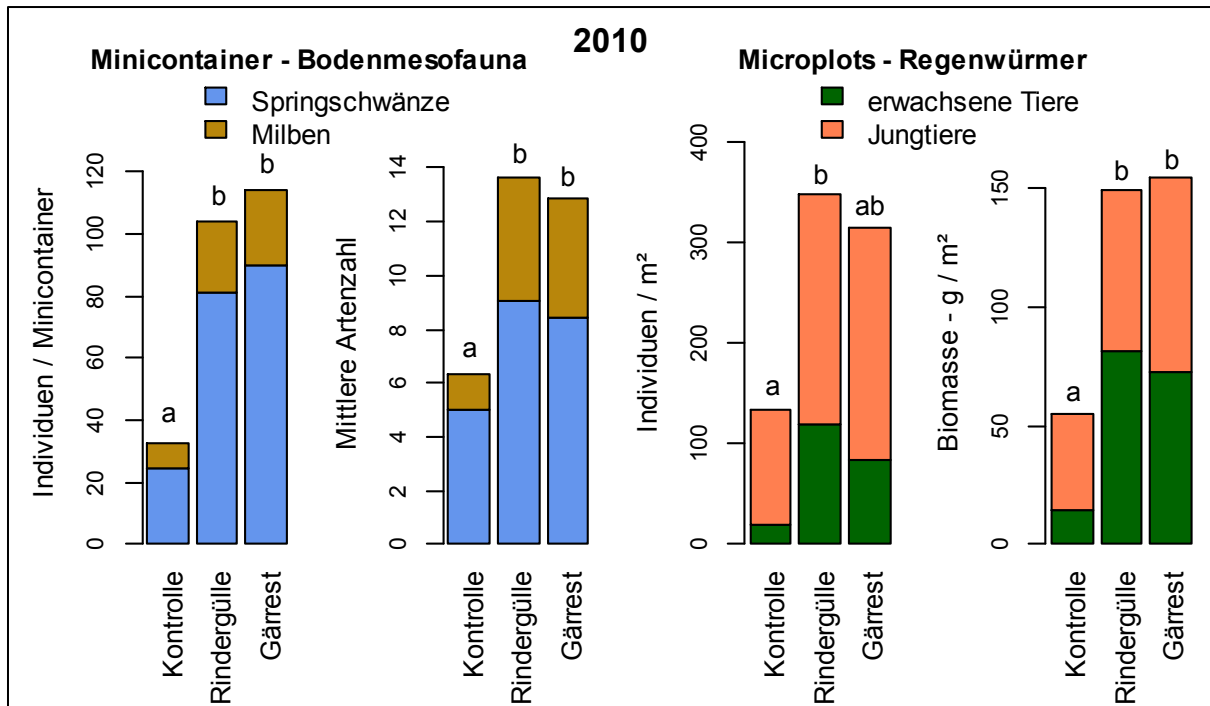 2010
Minicontainer - Bodenmesofauna
Springschwänze
Milben
Individuen / Minicontainer
0
20
40
60
80
100
120
a
b
b
Kontrolle
Rindergülle
Gärrest
Mittlere Artenzahl
0
2
4
6
8
10
12
14
a
b
b
Kontrolle
Rindergülle
Gärrest
Microplots - Regenwürmer
erwachsene Tiere
Jungtiere
Individuen / m²
0
100
200
300
400
a
b
ab
Kontrolle
Rindergülle
Gärrest
Biomasse - g / m²
0
50
100
150
a
b
b
Kontrolle
Rindergülle
Gärrest